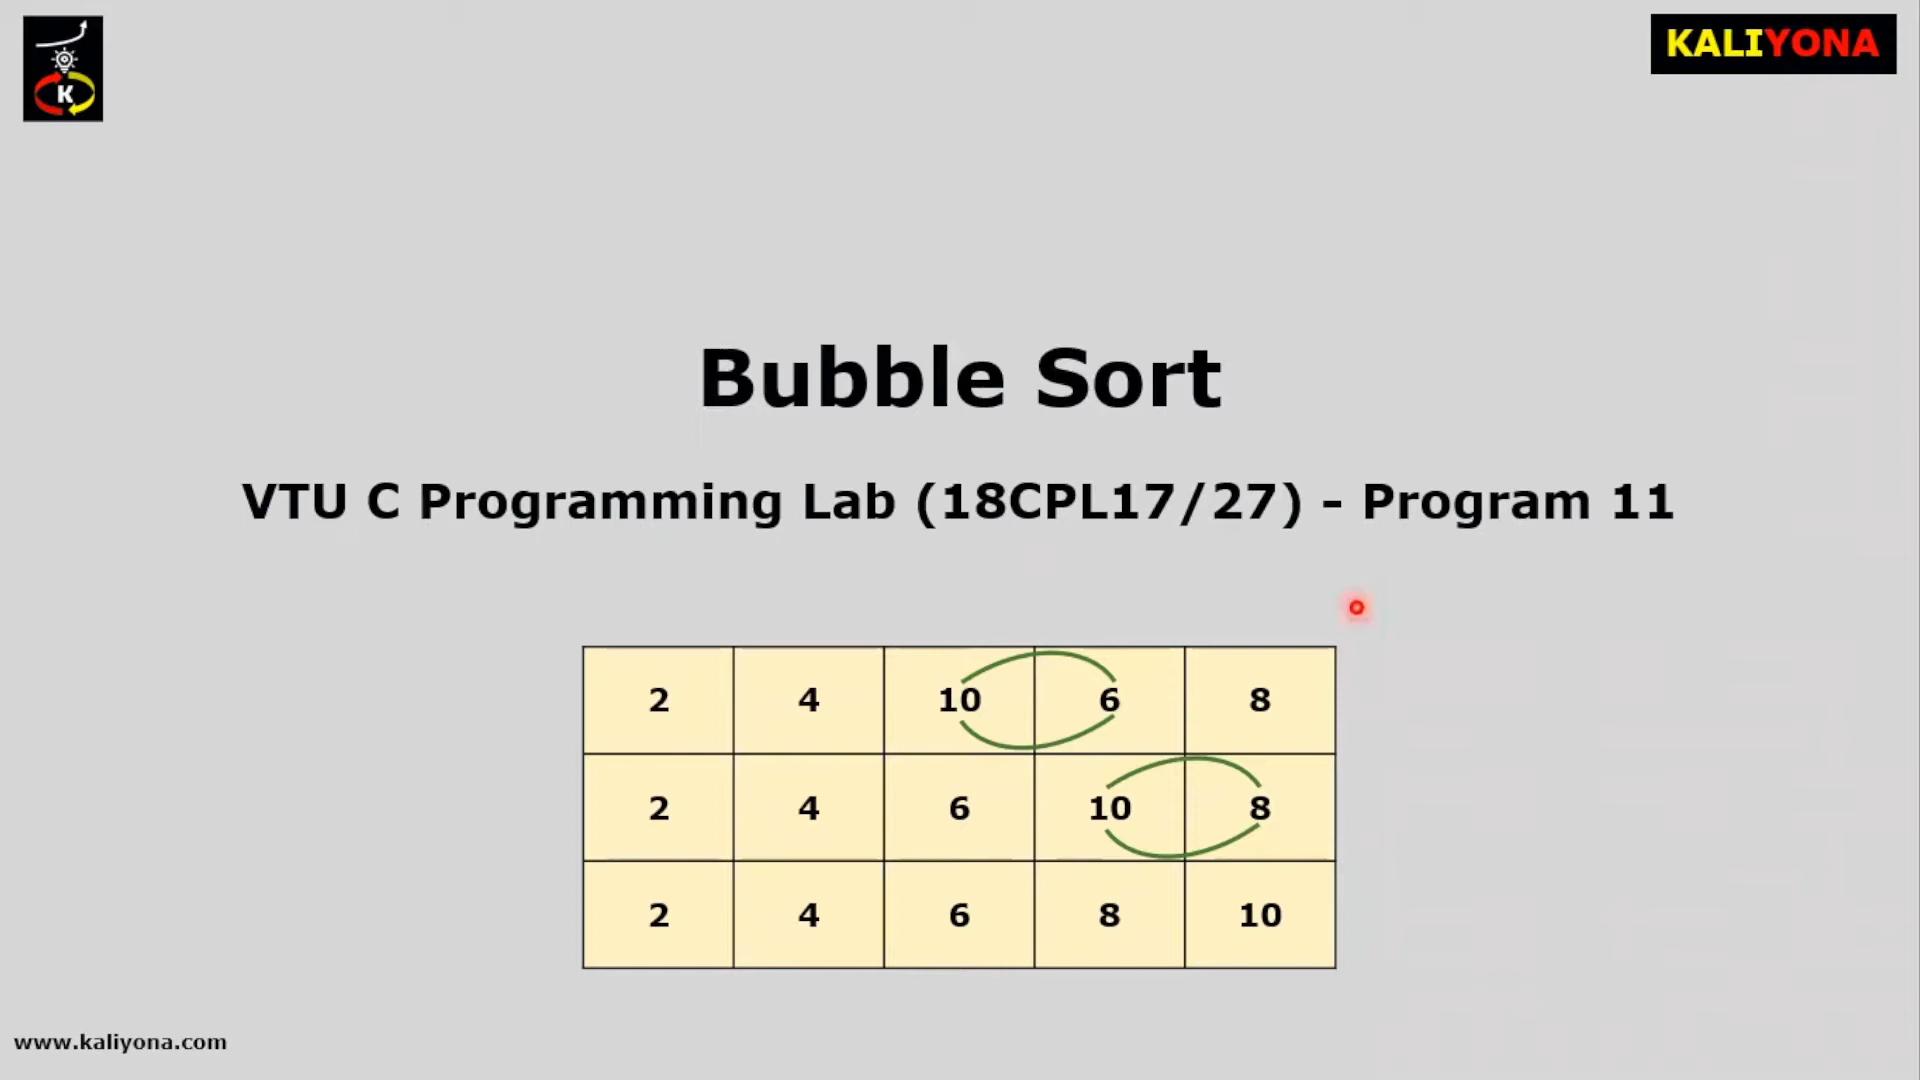 K
KALIYONA
Bubble Sort
VTU C Programming Lab (18CPL17/27) - Program 11
2 4 10 6 8
2 4 6 10 8
2 4 6 8 10
www.kaliyona.com